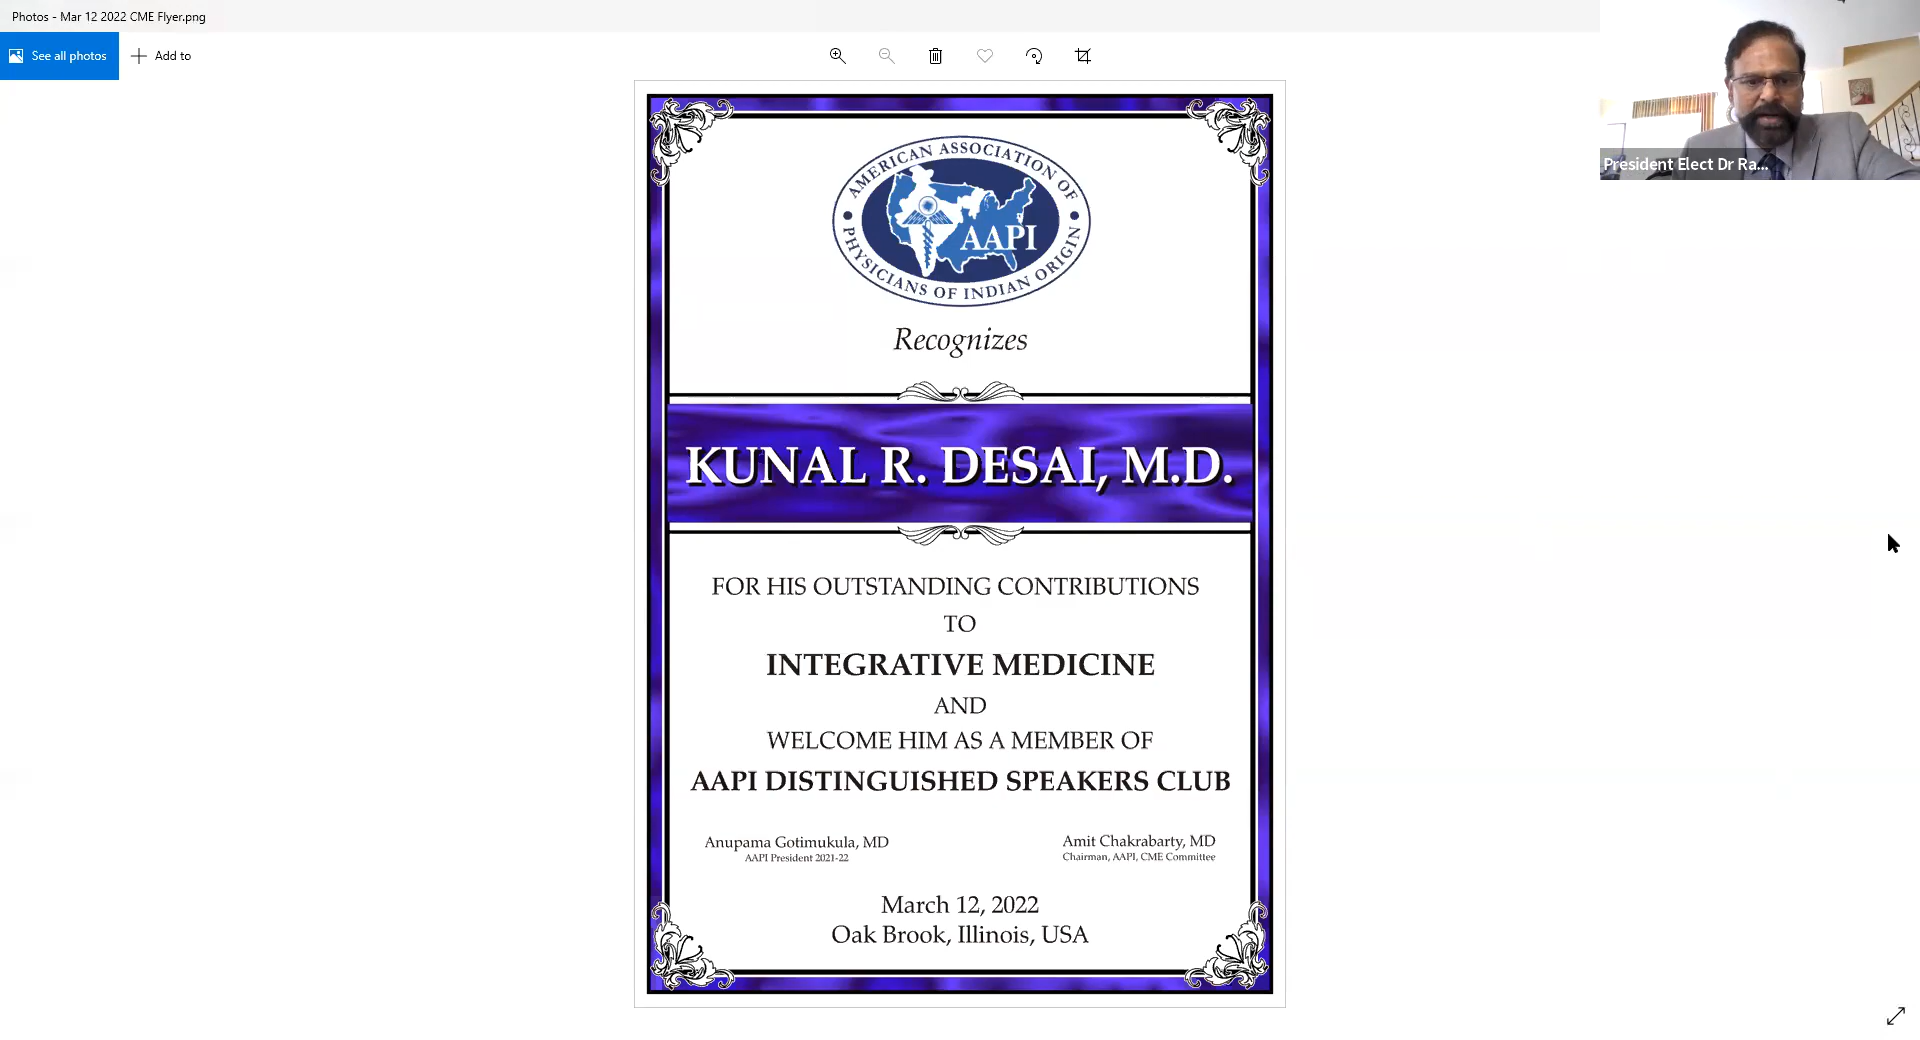 Photos - Mar 12 2022 CME Flyer.png
See all photos
Add to
President Elect Dr Ra...
AMERICAN ASSOCIATION OF
PHYSICIANS OF INDIAN ORIGIN
AAPI
Recognizes
KUNAL R. DESAI, M.D.
FOR HIS OUTSTANDING CONTRIBUTIONS
TO
INTEGRATIVE MEDICINE
AND
WELCOME HIM AS A MEMBER OF
AAPI DISTINGUISHED SPEAKERS CLUB
Anupama Gotimukula, MD
AAPI President 2021-22
Amit Chakrabarty, MD
Chairman, AAPI, CME Committee
March 12, 2022
Oak Brook, Illinois, USA